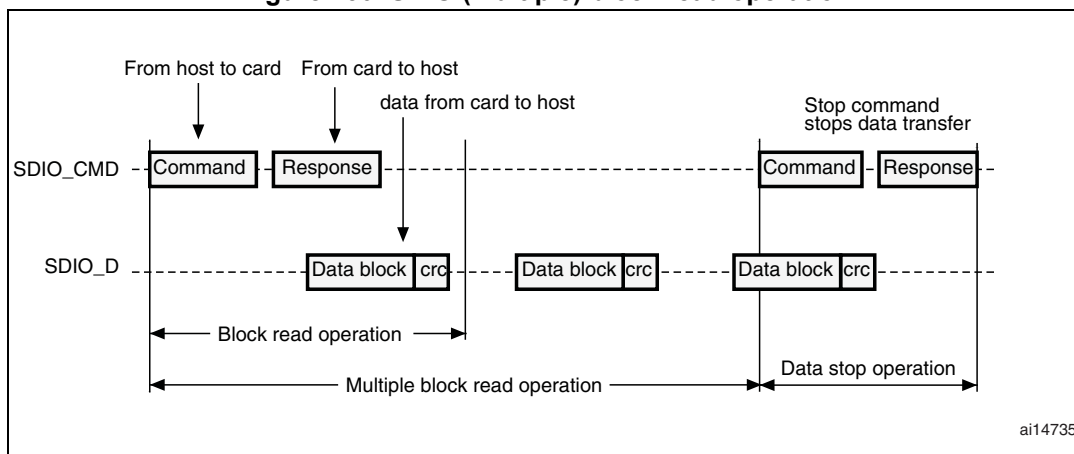 From host to card From card to host
data from card to host
Stop command
stops data transfer
SDIO_CMD Command Response Command Response
SDIO_D Data block crc Data block crc Data block crc
Block read operation
Data stop operation
Multiple block read operation
ai14735